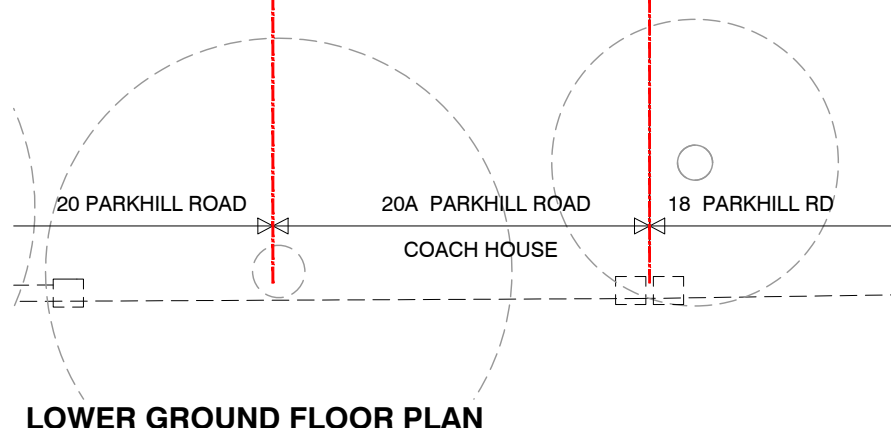 20 PARKHILL ROAD
20A PARKHILL ROAD
18 PARKHILL RD
COACH HOUSE
LOWER GROUND FLOOR PLAN